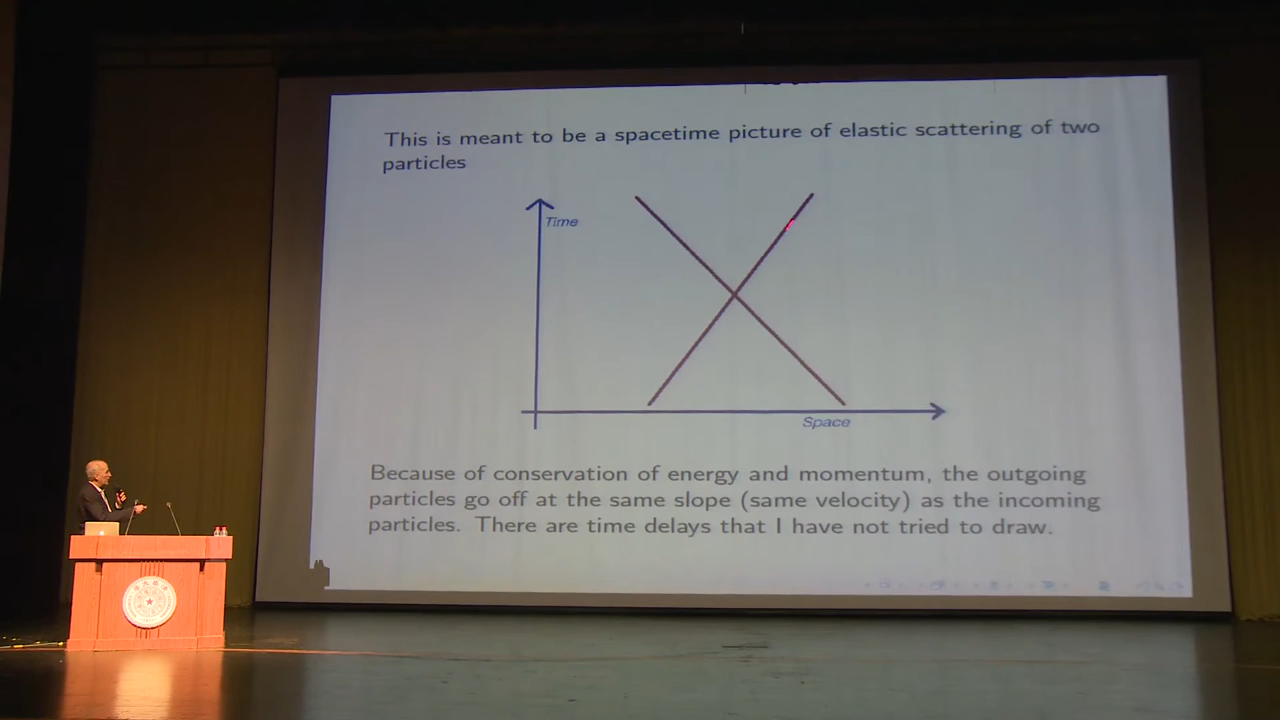 This is meant to be a spacetime picture of elastic scattering of two
particles
Time
Space
Because of conservation of energy and momentum, the outgoing
particles go off at the same slope (same velocity) as the incoming
particles. There are time delays that I have not tried to draw.